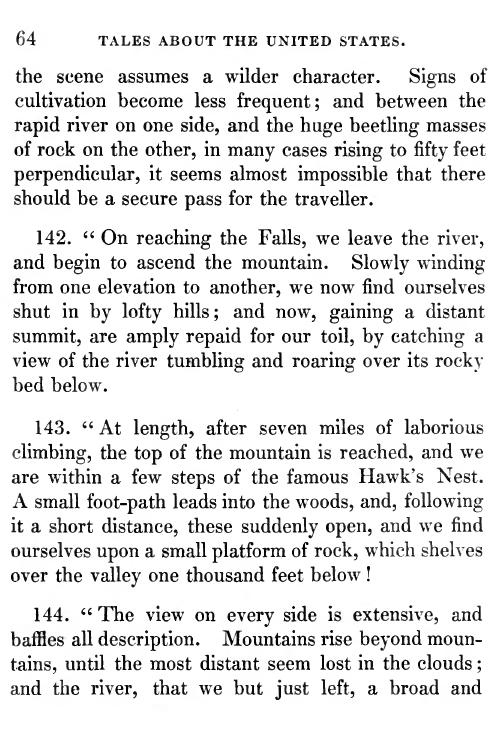 64 TALES ABOUT THE UNITED STATES.
the scene assumes a wilder character. Signs of
cultivation become less frequent; and between the
rapid river on one side, and the huge beetling masses
of rock on the other, in many cases rising to fifty feet
perpendicular, it seems almost impossible that there
should be a secure pass for the traveller.
142. “ On reaching the Falls, we leave the river,
and begin to ascend the mountain. Slowly winding
from one elevation to another, we now find ourselves
shut in by lofty hills; and now, gaining a distant
summit, are amply repaid for our toil, by catching a
view of the river tumbling and roaring over its rocky
bed below.
143. “ At length, after seven miles of laborious
climbing, the top of the mountain is reached, and we
are within a few steps of the famous Hawk's Nest.
A small foot-path leads into the woods, and, following
it a short distance, these suddenly open, and we find
ourselves upon a small platform of rock, which shelves
over the valley one thousand feet below !
144. “ The view on every side is extensive, and
baffles all description. Mountains rise beyond moun-
tains, until the most distant seem lost in the clouds;
and the river, that we but just left, a broad and